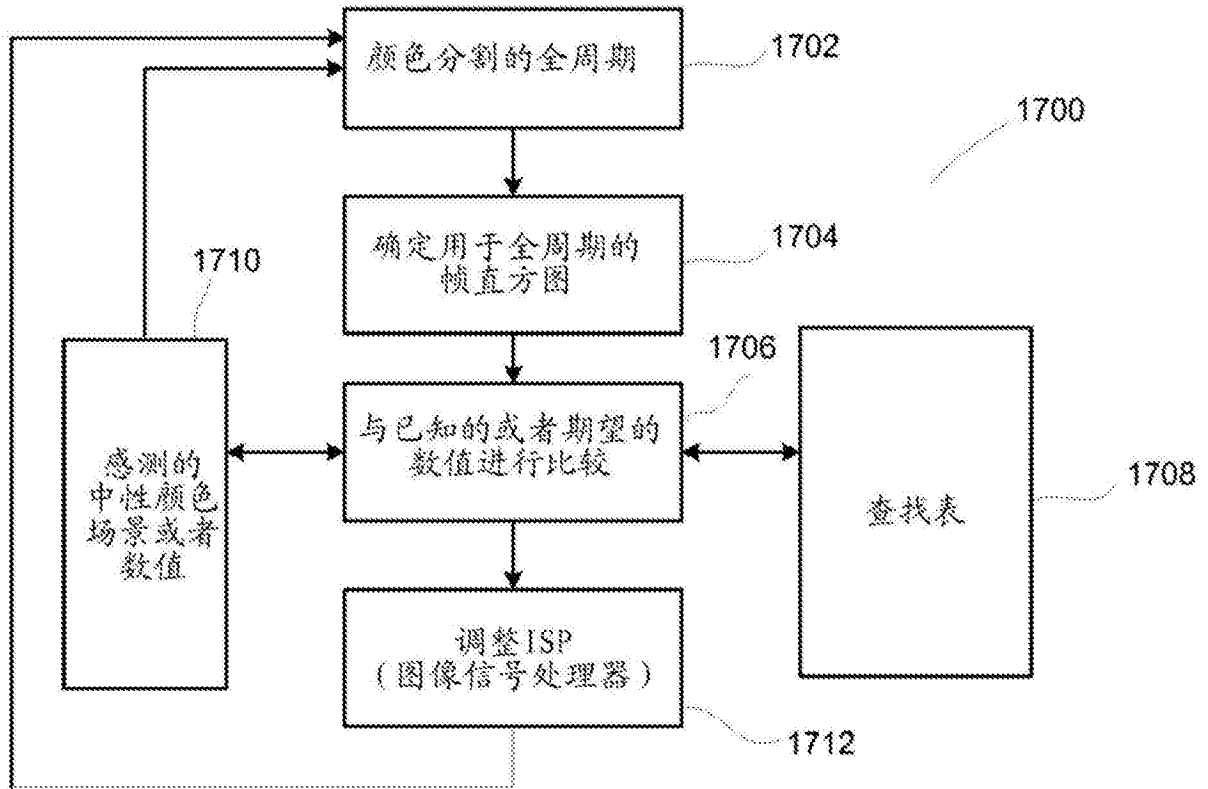 颜色分割的全周期
1702
1700
确定用于全周期的
帧直方图
1704
1710
1706
与已知的或者期望的
数值进行比较
感测的
中性颜色
场景或者
数值
查找表
1708
调整ISP
(图像信号处理器)
1712